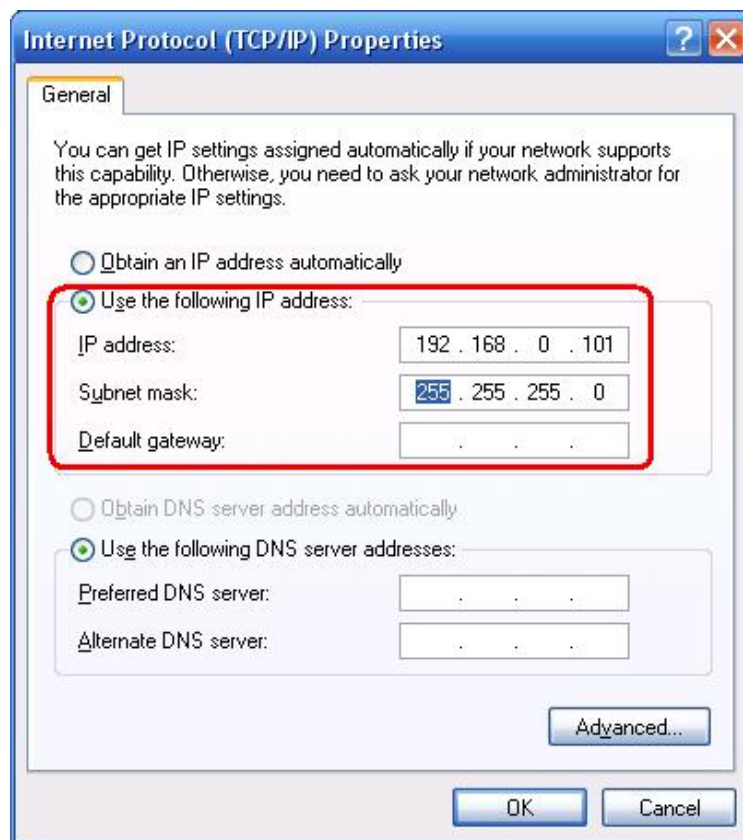 Internet Protocol (TCP/IP) Properties
General
You can get IP settings assigned automatically if your network supports
this capability. Otherwise, you need to ask your network administrator for
the appropriate IP settings.
Obtain an IP address automatically
Use the following IP address:
IP address: 192 . 168 . 0 . 101
Subnet mask: 255 . 255 . 255 . 0
Default gateway: . . .
Obtain DNS server address automatically
Use the following DNS server addresses:
Preferred DNS server: . . .
Alternate DNS server: . . .
Advanced...
OK Cancel